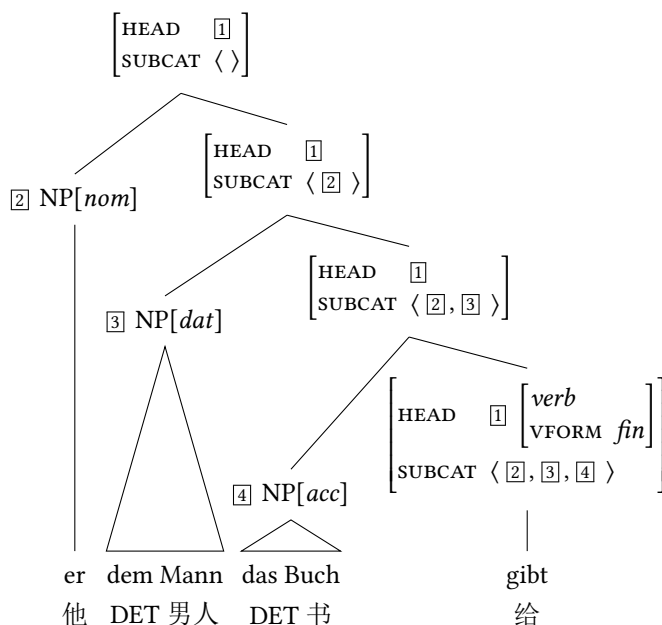 HEAD 1
SUBCAT ⟨ ⟩
HEAD 1
SUBCAT ⟨ 2 ⟩
2 NP[nom]
HEAD 1
SUBCAT ⟨ 2, 3 ⟩
3 NP[dat]
verb
HEAD 1
VFORM fin
SUBCAT ⟨ 2, 3, 4 ⟩
4 NP[acc]
er dem Mann das Buch gibt
他 DET 男人 DET 书 给